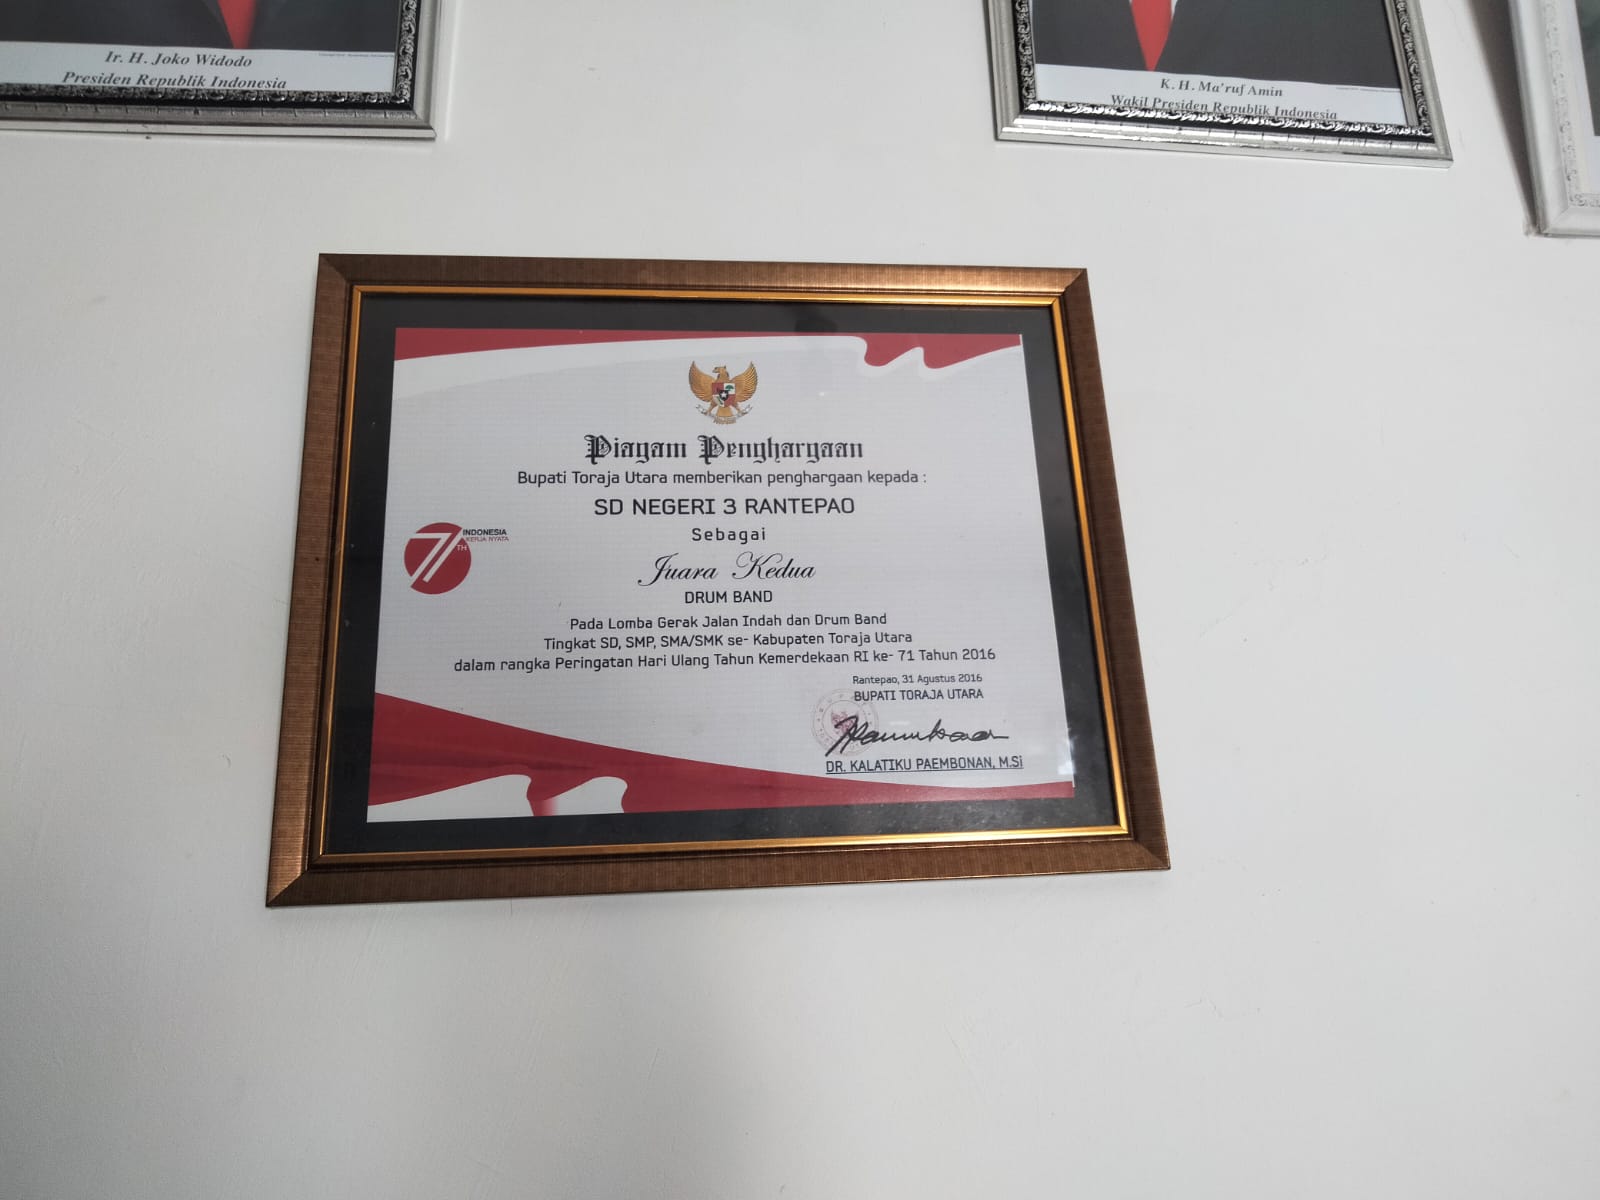 Ir. H. Joko Widodo
Presiden Republik Indonesia
K. H. Ma'ruf Amin
Wakil Presiden Republik Indonesia
Piagam Penghargaan
Bupati Toraja Utara memberikan penghargaan kepada :
SD NEGERI 3 RANTEPAO
Sebagai
Juara Kedua
DRUM BAND
Pada Lomba Gerak Jalan Indah dan Drum Band
Tingkat SD, SMP, SMA/SMK se- Kabupaten Toraja Utara
dalam rangka Peringatan Hari Ulang Tahun Kemerdekaan RI ke- 71 Tahun 2016
71 TH
INDONESIA
KERJA NYATA
Rantepao, 31 Agustus 2016
BUPATI TORAJA UTARA
DR. KALATIKU PAEMBONAN, M.Si